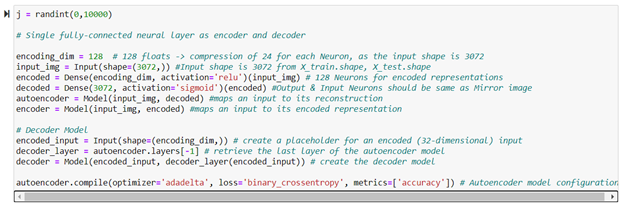 j = randint(0,10000)
# Single fully-connected neural layer as encoder and decoder
encoding_dim = 128  # 128 floats -> compression of 24 for each Neuron, as the input shape is 3072
input_img = Input(shape=(3072,)) #Input shape is 3072 from X_train.shape, X_test.shape
encoded = Dense(encoding_dim, activation='relu')(input_img) # 128 Neurons for encoded representations
decoded = Dense(3072, activation='sigmoid')(encoded) #Output & Input Neurons should be same as Mirror image
autoencoder = Model(input_img, decoded) #maps an input to its reconstruction
encoder = Model(input_img, encoded) #maps an input to its encoded representation
# Decoder Model
encoded_input = Input(shape=(encoding_dim,)) # create a placeholder for an encoded (32-dimensional) input
decoder_layer = autoencoder.layers[-1] # retrieve the last layer of the autoencoder model
decoder = Model(encoded_input, decoder_layer(encoded_input)) # create the decoder model
autoencoder.compile(optimizer='adadelta', loss='binary_crossentropy', metrics=['accuracy']) # Autoencoder model configuration